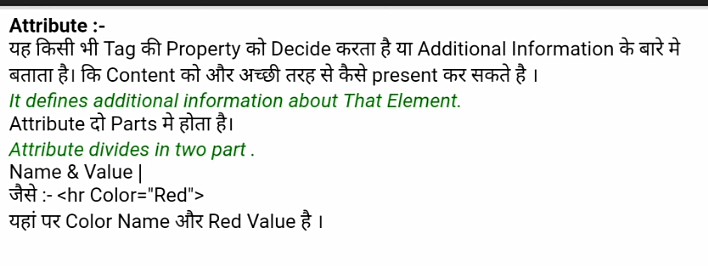 Attribute :-
यह किसी भी Tag की Property को Decide करता है या Additional Information के बारे मे
बताता है। कि Content को और अच्छी तरह से कैसे present कर सकते है ।
It defines additional information about That Element.
Attribute दो Parts मे होता है।
Attribute divides in two part .
Name & Value |
जैसे :- <hr Color="Red">
यहां पर Color Name और Red Value है ।